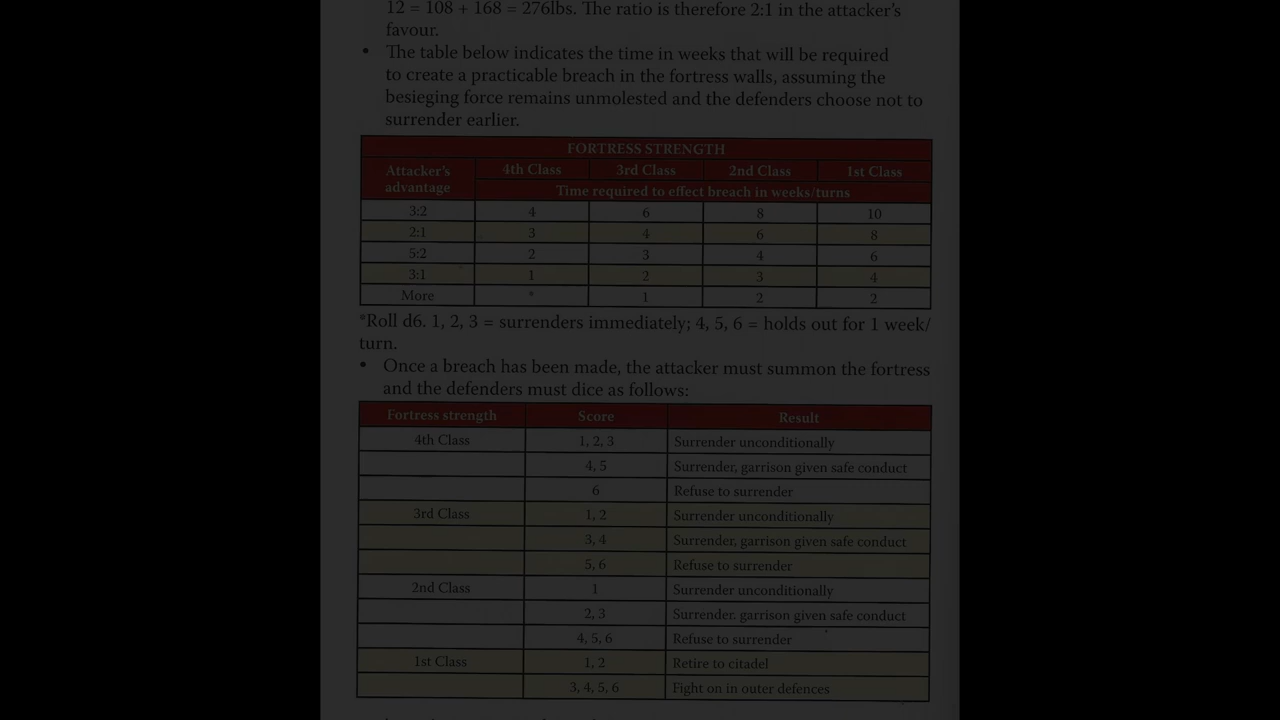 12 = 108 + 168 = 276lbs. The ratio is therefore 2:1 in the attacker's
favour.
• The table below indicates the time in weeks that will be required
to create a practicable breach in the fortress walls, assuming the
besieging force remains unmolested and the defenders choose not to
surrender earlier.
FORTRESS STRENGTH
Attacker's advantage 4th Class 3rd Class 2nd Class 1st Class
Time required to effect breach in weeks/turns
3:2 4 6 8 10
2:1 3 4 6 8
5:2 2 3 4 6
3:1 1 2 3 4
More * 1 2 2
*Roll d6. 1, 2, 3 = surrenders immediately; 4, 5, 6 = holds out for 1 week/
turn.
• Once a breach has been made, the attacker must summon the fortress
and the defenders must dice as follows:
Fortress strength Score Result
4th Class 1, 2, 3 Surrender unconditionally
4, 5 Surrender, garrison given safe conduct
6 Refuse to surrender
3rd Class 1, 2 Surrender unconditionally
3, 4 Surrender, garrison given safe conduct
5, 6 Refuse to surrender
2nd Class 1 Surrender unconditionally
2, 3 Surrender. garrison given safe conduct
4, 5, 6 Refuse to surrender
1st Class 1, 2 Retire to citadel
3, 4, 5, 6 Fight on in outer defences